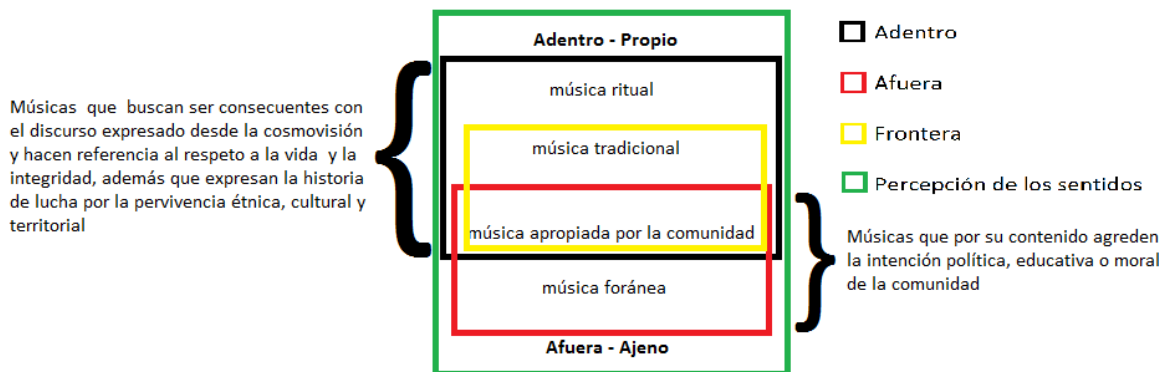 Adentro - Propio
música ritual
música tradicional
música apropiada por la comunidad
música foránea
Afuera - Ajeno
Músicas que buscan ser consecuentes con
el discurso expresado desde la cosmovisión
y hacen referencia al respeto a la vida y la
integridad, además que expresan la historia
de lucha por la pervivencia étnica, cultural y
territorial
Adentro
Afuera
Frontera
Percepción de los sentidos
Músicas que por su contenido agreden
la intención política, educativa o moral
de la comunidad